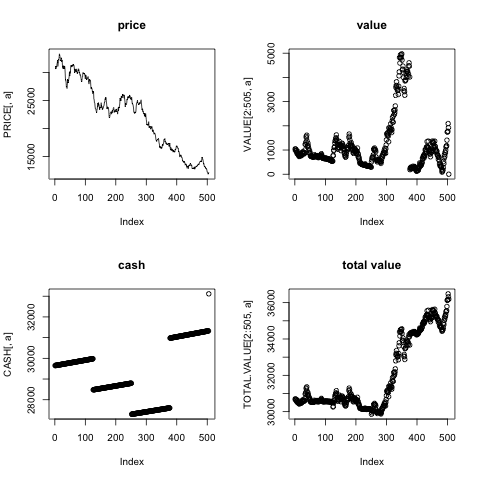 price
PRICE[, a]
15000 25000
0 100 200 300 400 500
Index
value
VALUE[2:505, a]
0 1000 3000 5000
0 100 200 300 400 500
Index
cash
CASH[, a]
28000 30000 32000
0 100 200 300 400 500
Index
total value
TOTAL.VALUE[2:505, a]
30000 32000 34000 36000
0 100 200 300 400 500
Index